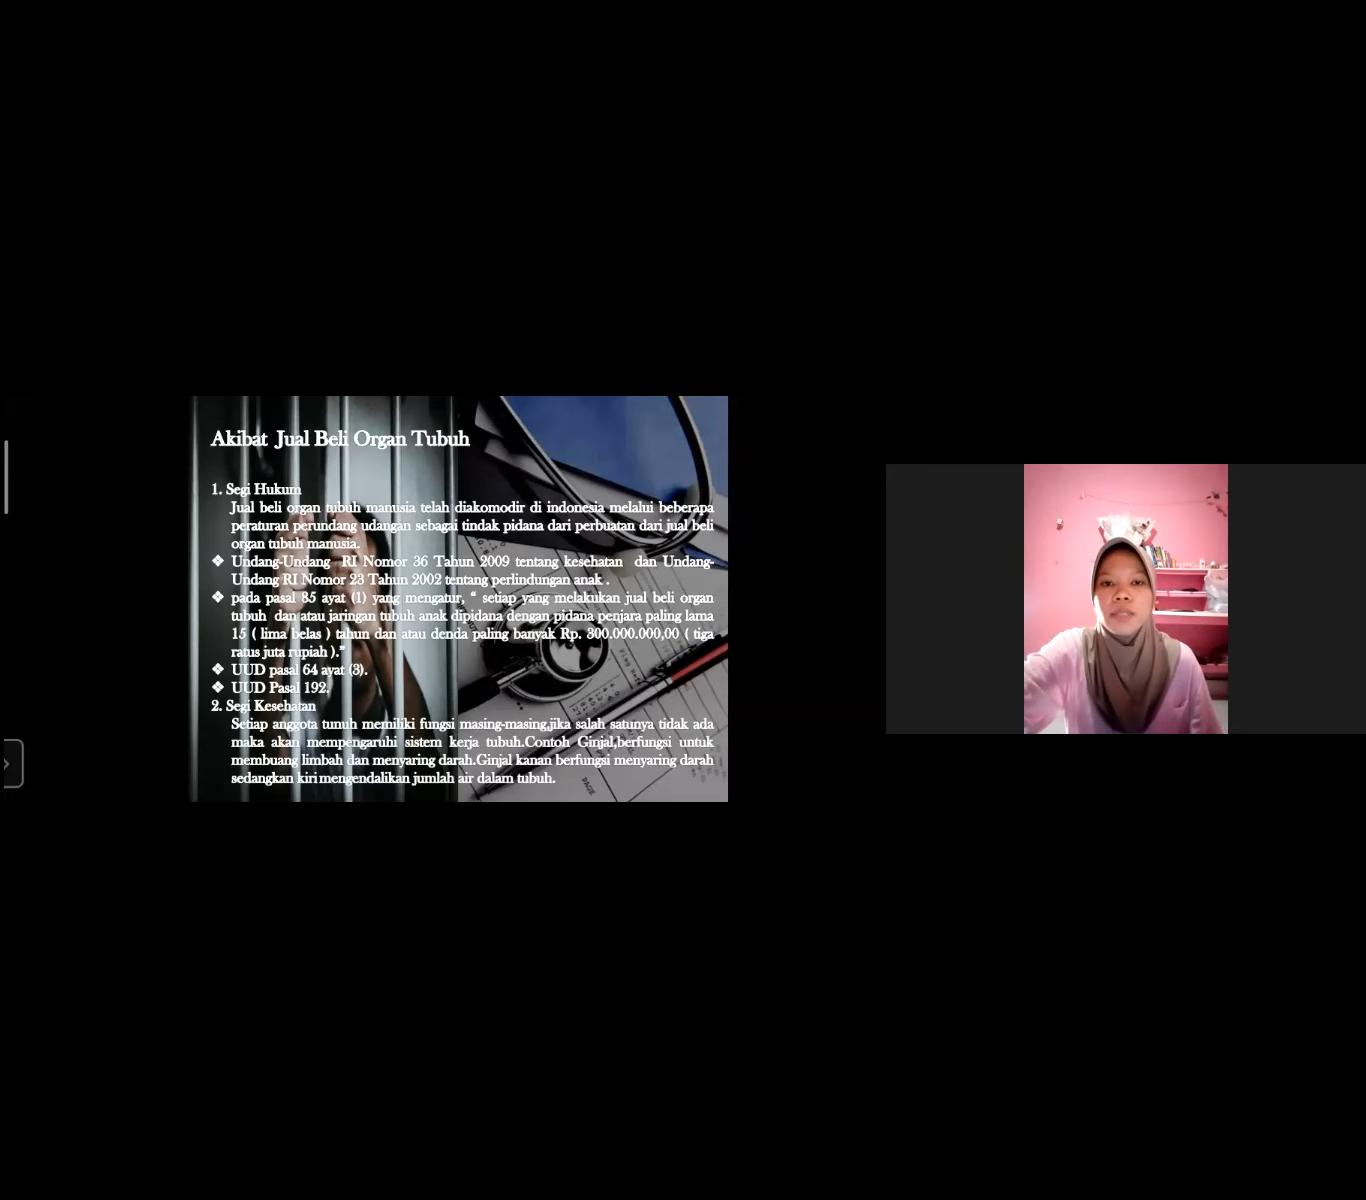 Akibat Jual Beli Organ Tubuh
1. Segi Hukum
Jual beli organ tubuh manusia telah diakomodir di indonesia melalui beberapa
peraturan perundang udangan sebagai tindak pidana dari perbuatan dari jual beli
organ tubuh manusia.
❖ Undang-Undang RI Nomor 36 Tahun 2009 tentang kesehatan dan Undang-
Undang RI Nomor 23 Tahun 2002 tentang perlindungan anak .
❖ pada pasal 85 ayat (1) yang mengatur, “ setiap yang melakukan jual beli organ
tubuh dan atau jaringan tubuh anak dipidana dengan pidana penjara paling lama
15 ( lima belas ) tahun dan atau denda paling banyak Rp. 300.000.000,00 ( tiga
ratus juta rupiah ).”
❖ UUD pasal 64 ayat (3).
❖ UUD Pasal 192.
2. Segi Kesehatan
Setiap anggota tunuh memiliki fungsi masing-masing,jika salah satunya tidak ada
maka akan mempengaruhi sistem kerja tubuh.Contoh Ginjal,berfungsi untuk
membuang limbah dan menyaring darah.Ginjal kanan berfungsi menyaring darah
sedangkan kiri mengendalikan jumlah air dalam tubuh.
PAGE